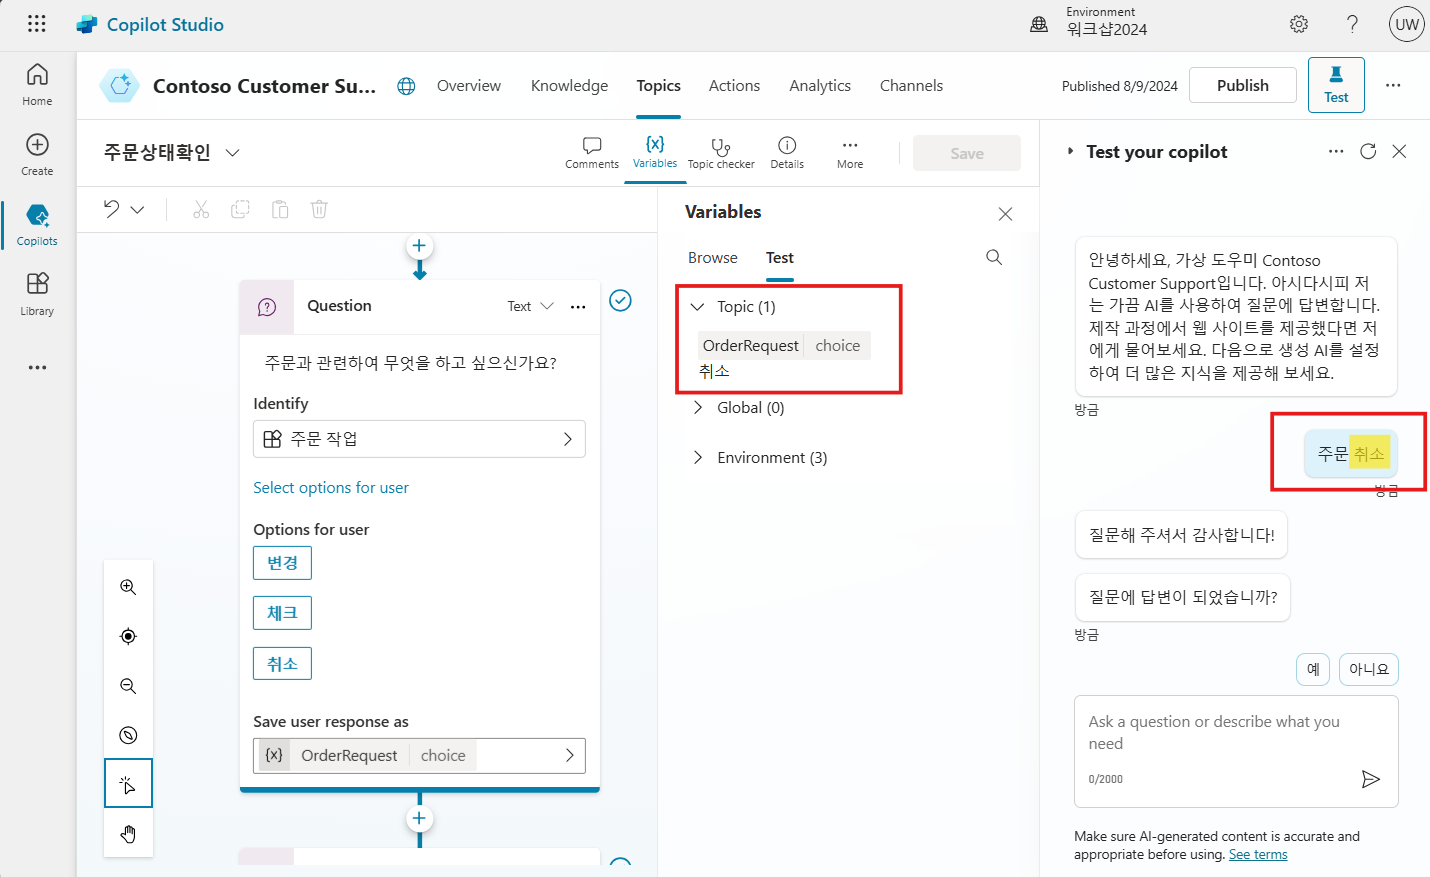 Copilot Studio
Environment
워크샵2024
UW
Home
Create
Copilots
Library
Contoso Customer Su...
Overview
Knowledge
Topics
Actions
Analytics
Channels
Published 8/9/2024
Publish
Test
주문상태확인
Comments
Variables
Topic checker
Details
More
Save
Question
Text
주문과 관련하여 무엇을 하고 싶으신가요?
Identify
주문 작업
Select options for user
Options for user
변경
체크
취소
Save user response as
{x}
OrderRequest
choice
Variables
Browse
Test
Topic (1)
OrderRequest
choice
취소
Global (0)
Environment (3)
Test your copilot
안녕하세요, 가상 도우미 Contoso
Customer Support입니다. 아시다시피 저
는 가끔 AI를 사용하여 질문에 답변합니다.
제작 과정에서 웹 사이트를 제공했다면 저
에게 물어보세요. 다음으로 생성 AI를 설정
하여 더 많은 지식을 제공해 보세요.
방금
주문 취소
방금
질문해 주셔서 감사합니다!
질문에 답변이 되었습니까?
방금
예
아니요
Ask a question or describe what you
need
0/2000
Make sure AI-generated content is accurate and
appropriate before using. See terms